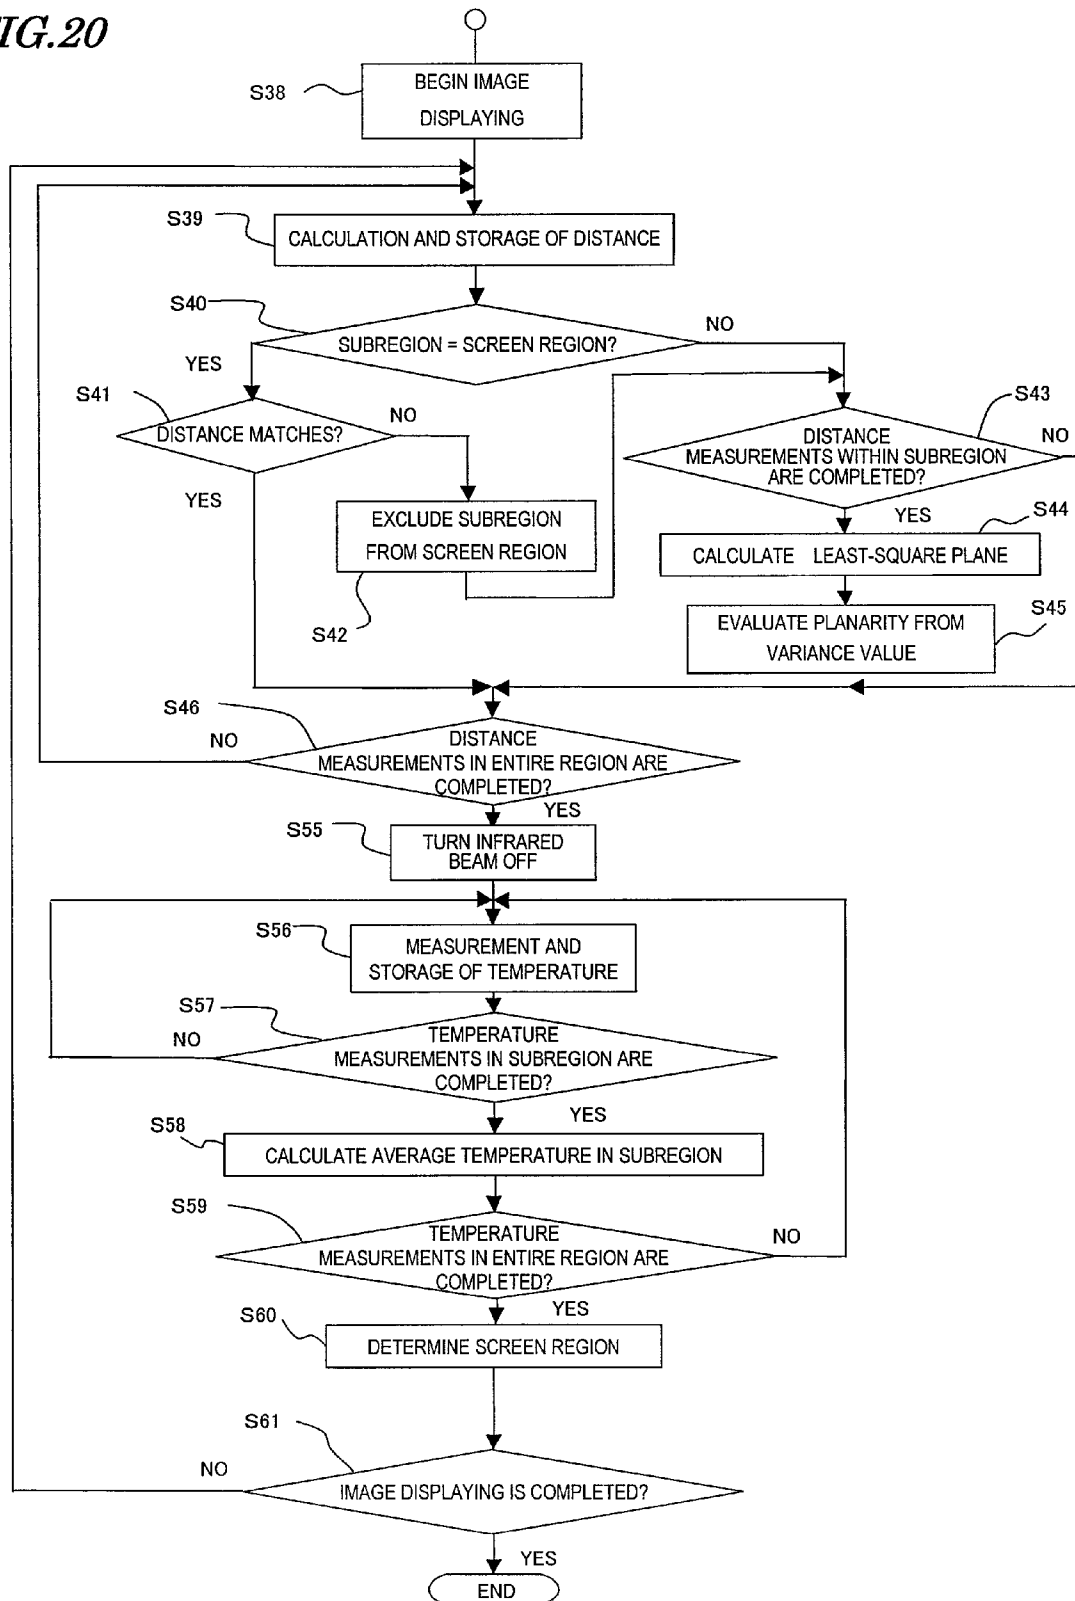 FIG.20
S38
BEGIN IMAGE
DISPLAYING
S39
CALCULATION AND STORAGE OF DISTANCE
S40
SUBREGION = SCREEN REGION?
NO
YES
S41
DISTANCE MATCHES?
NO
YES
S43
DISTANCE
MEASUREMENTS WITHIN SUBREGION
ARE COMPLETED?
NO
YES
EXCLUDE SUBREGION
FROM SCREEN REGION
S42
S44
CALCULATE LEAST-SQUARE PLANE
EVALUATE PLANARITY FROM
VARIANCE VALUE
S45
S46
NO
DISTANCE
MEASUREMENTS IN ENTIRE REGION ARE
COMPLETED?
YES
S55
TURN INFRARED
BEAM OFF
S56
MEASUREMENT AND
STORAGE OF TEMPERATURE
S57
NO
TEMPERATURE
MEASUREMENTS IN SUBREGION ARE
COMPLETED?
YES
S58
CALCULATE AVERAGE TEMPERATURE IN SUBREGION
S59
TEMPERATURE
MEASUREMENTS IN ENTIRE REGION ARE
COMPLETED?
NO
YES
S60
DETERMINE SCREEN REGION
S61
NO
IMAGE DISPLAYING IS COMPLETED?
YES
END